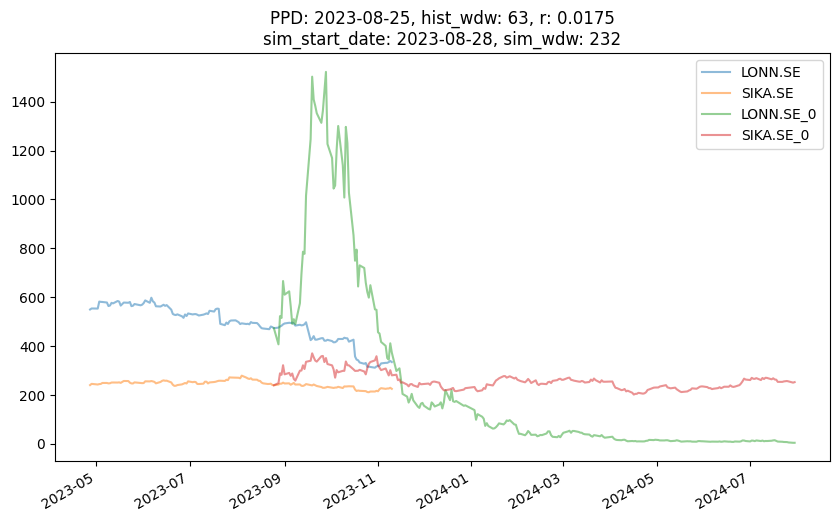 PPD: 2023-08-25, hist_wdw: 63, r: 0.0175
sim_start_date: 2023-08-28, sim_wdw: 232
LONN.SE
SIKA.SE
LONN.SE_0
SIKA.SE_0
1400
1200
1000
800
600
400
200
0
2023-05
2023-07
2023-09
2023-11
2024-01
2024-03
2024-05
2024-07